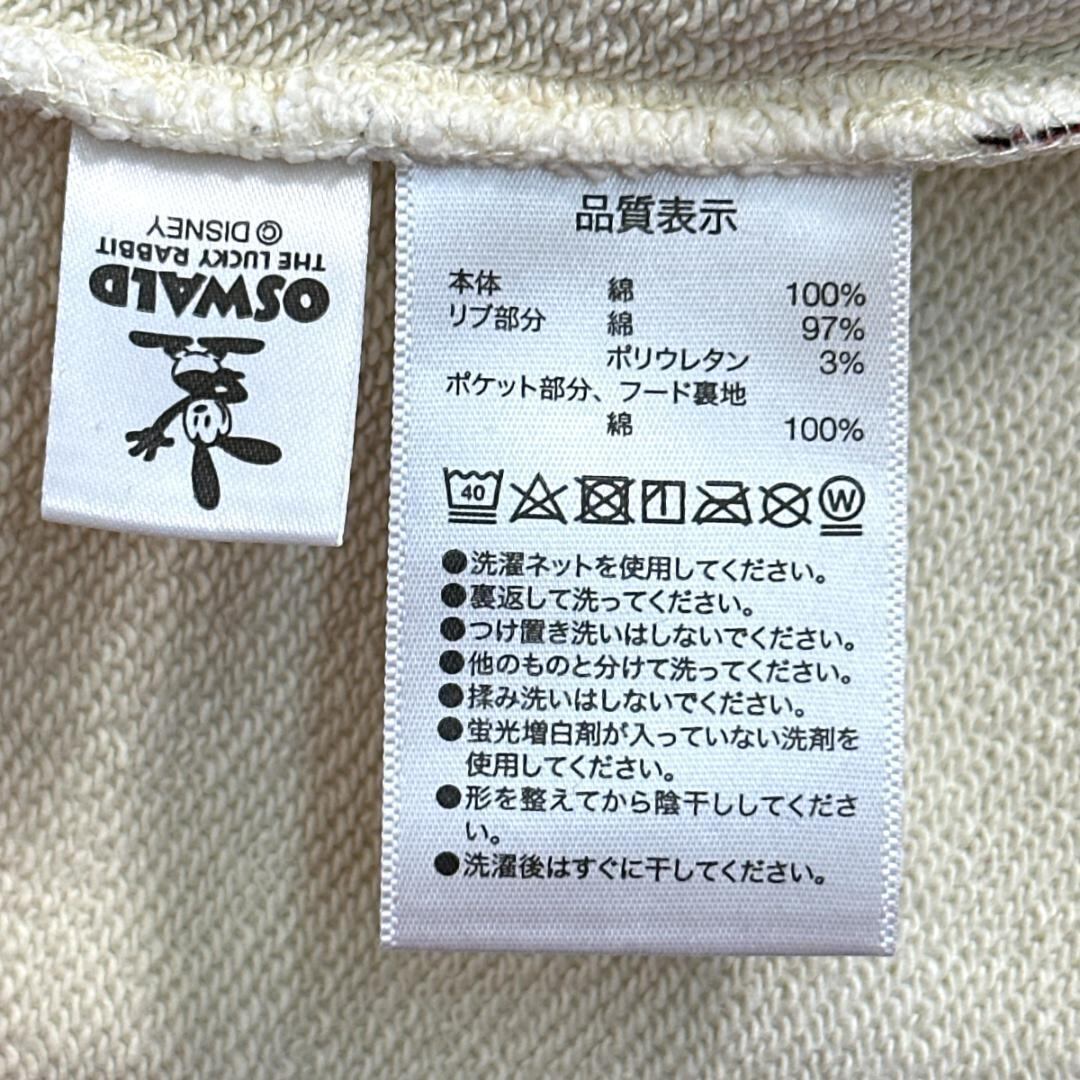 © DISNEY
THE LUCKY RABBIT
OSWALD
品質表示
本体 綿 100%
リブ部分 綿 97%
ポリウレタン 3%
ポケット部分、フード裏地
綿 100%
40 W
●洗濯ネットを使用してください。
●裏返して洗ってください。
●つけ置き洗いはしないでください。
●他のものと分けて洗ってください。
●揉み洗いはしないでください。
●蛍光増白剤が入っていない洗剤を
使用してください。
●形を整えてから陰干ししてくださ
い。
●洗濯後はすぐに干してください。